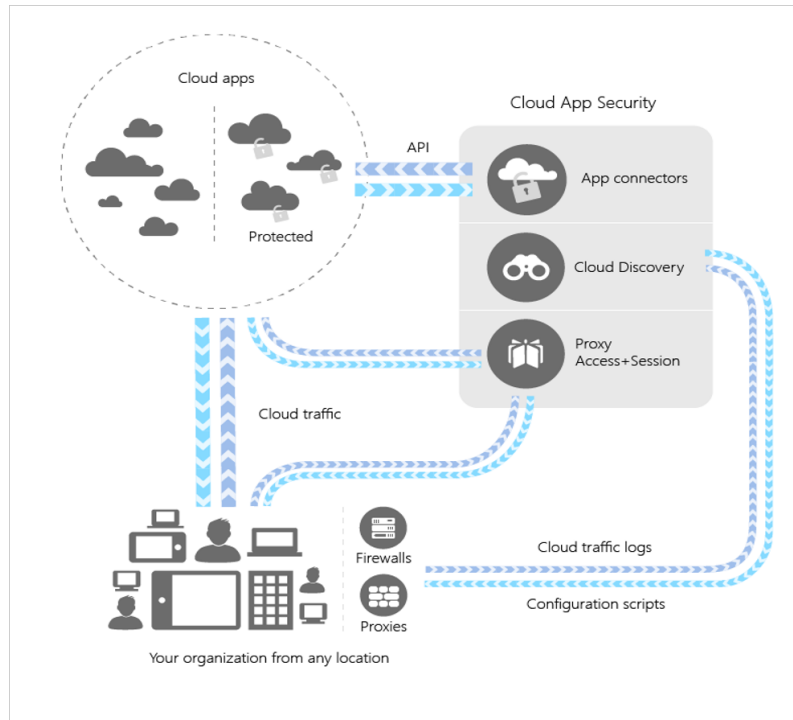 Cloud apps
Protected
API
Cloud App Security
App connectors
Cloud Discovery
Proxy
Access+Session
Cloud traffic
Firewalls
Proxies
Cloud traffic logs
Configuration scripts
Your organization from any location